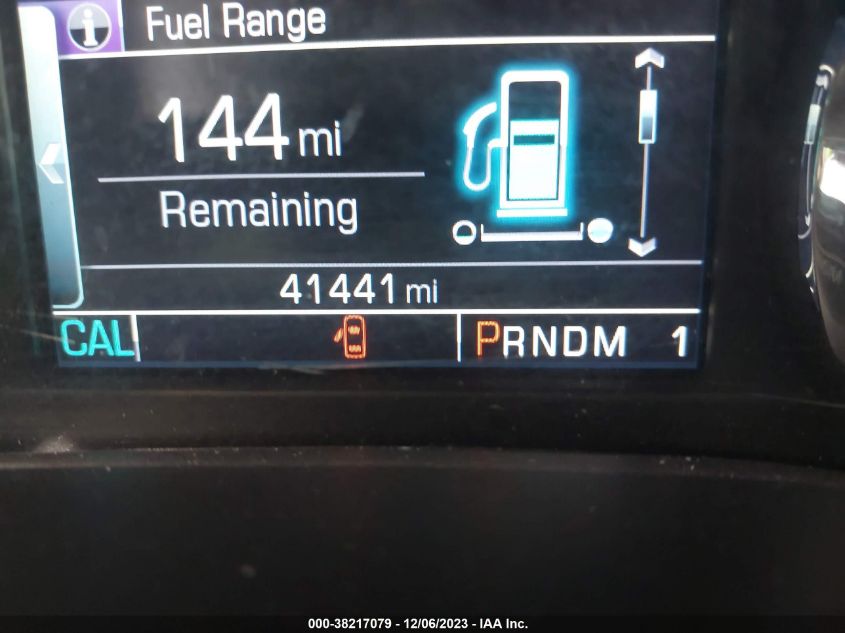 Fuel Range
144 mi
Remaining
41441 mi
CAL PRNDM 1
000-38217079 - 12/06/2023 - IAA Inc.